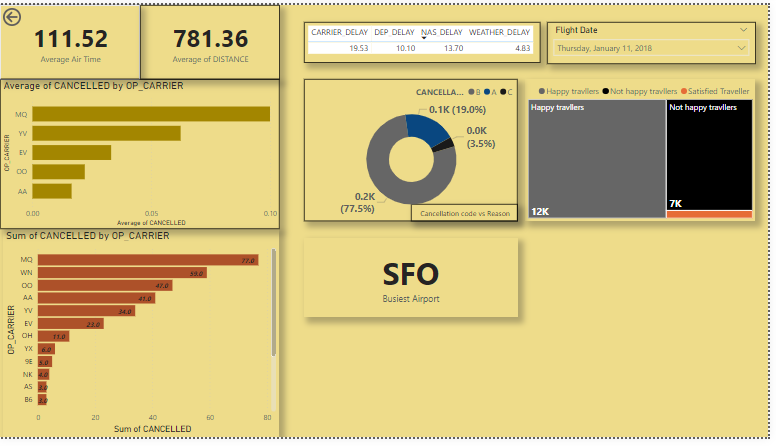 111.52
Average Air Time
781.36
Average of DISTANCE
CARRIER_DELAY DEP_DELAY NAS_DELAY WEATHER_DELAY
19.53 10.10 13.70 4.83
Flight Date
Thursday, January 11, 2018
Average of CANCELLED by OP_CARRIER
OP_CARRIER
MQ
YV
EV
OO
AA
0.00 0.05 0.10
Average of CANCELLED
CANCELLA... B A C
0.1K (19.0%)
0.0K
(3.5%)
0.2K
(77.5%)
Cancellation code vs Reason
Happy travllers Not happy travllers Satisfied Traveller
Happy travllers
12K
Not happy travllers
7K
Sum of CANCELLED by OP_CARRIER
OP_CARRIER
MQ 77.0
WN 59.0
OO 47.0
AA 41.0
YV 34.0
EV 23.0
OH 11.0
YX 6.0
9E 5.0
NK 4.0
AS 3.0
B6 3.0
0 20 40 60 80
Sum of CANCELLED
SFO
Busiest Airport